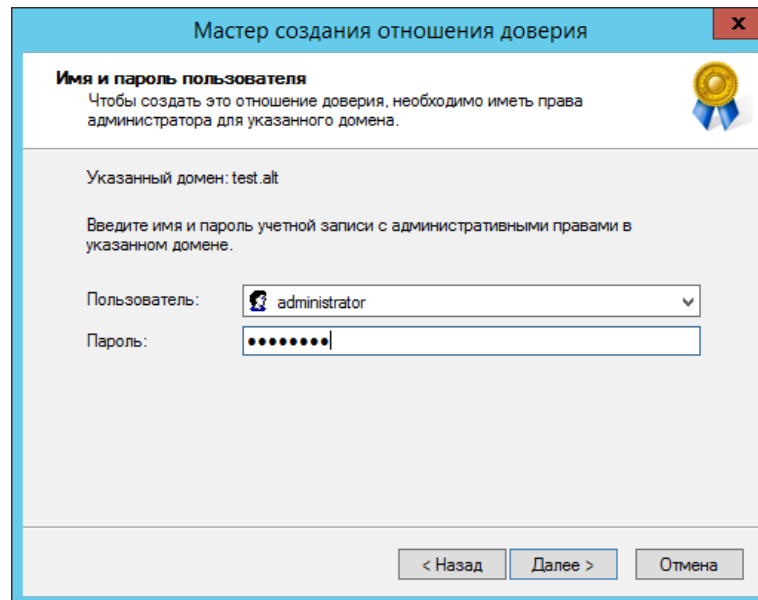 Мастер создания отношения доверия
x
Имя и пароль пользователя
Чтобы создать это отношение доверия, необходимо иметь права
администратора для указанного домена.
Указанный домен: test.alt
Введите имя и пароль учетной записи с административными правами в
указанном домене.
Пользователь: administrator
Пароль: ●●●●●●●●
< Назад Далее > Отмена